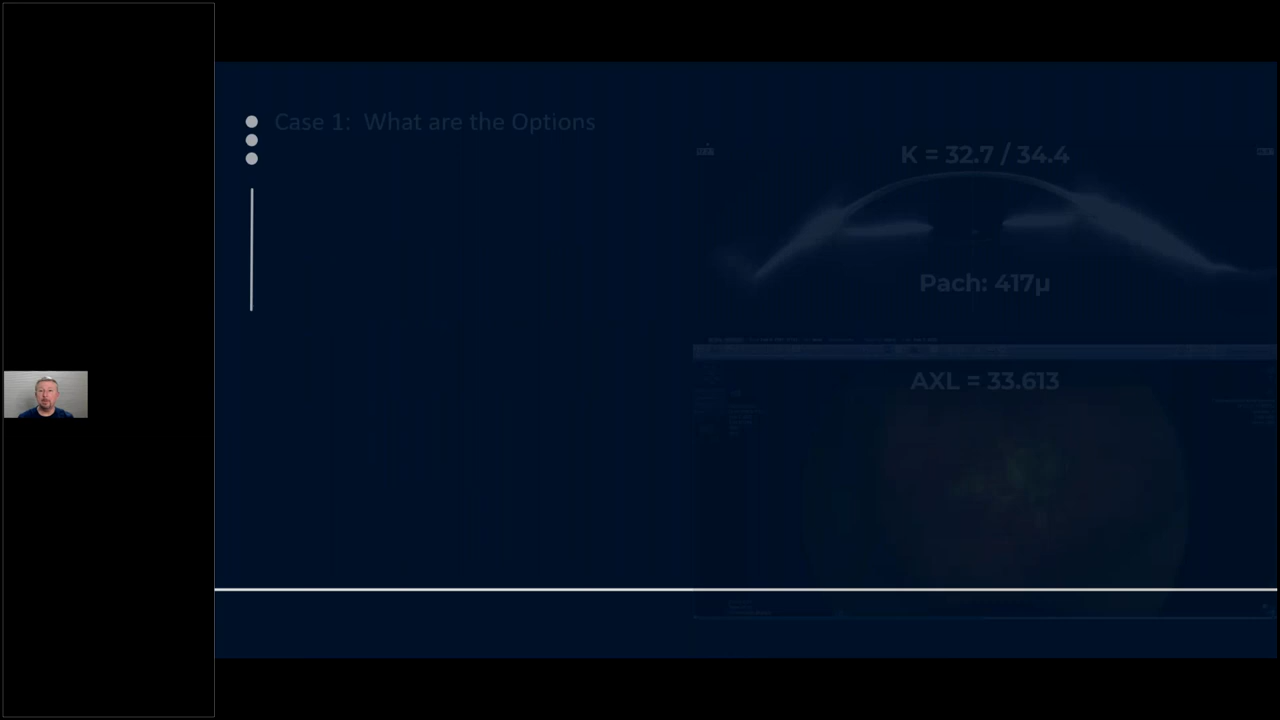 Case 1: What are the Options
K = 32.7 / 34.4
Pach: 417µ
AXL = 33.613